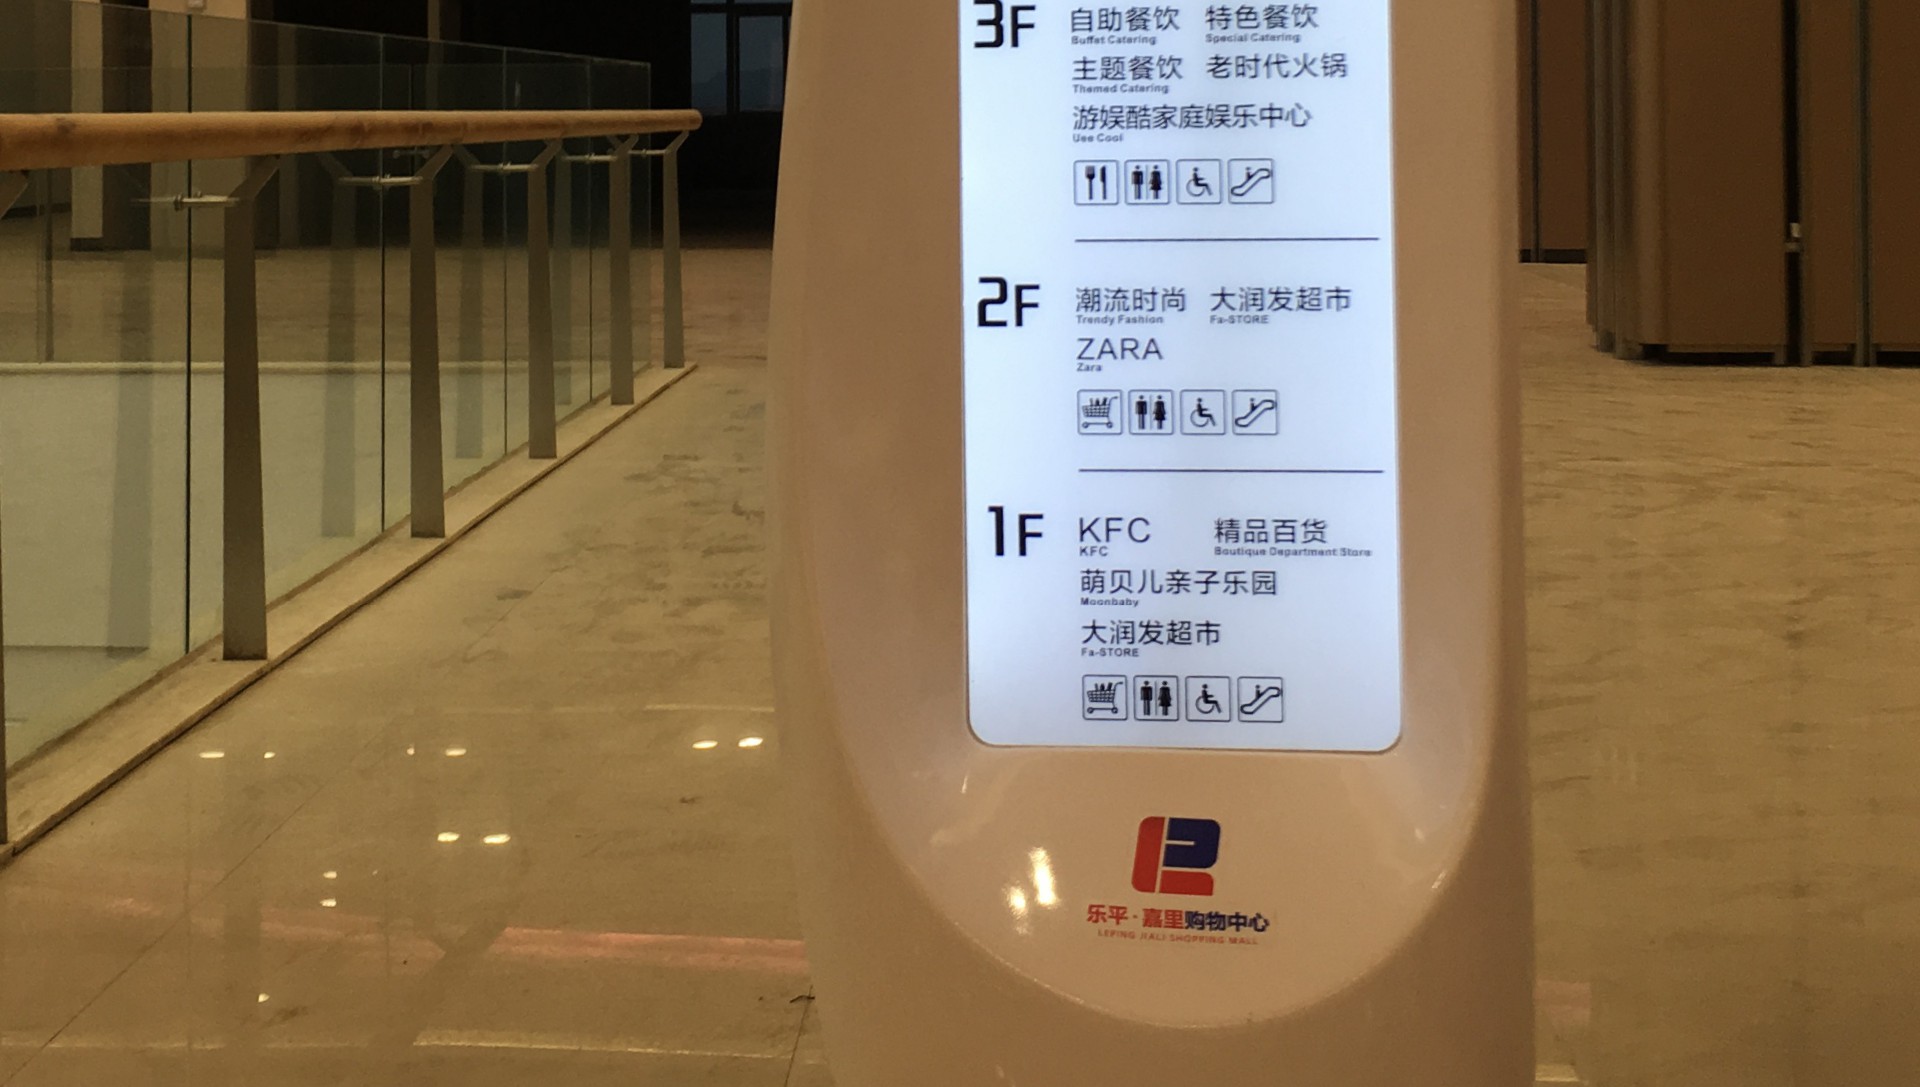 3F 自助餐饮 特色餐饮
Buffet Catering Special Catering
主题餐饮 老时代火锅
Themed Catering
游娱酷家庭娱乐中心
Uee Cool
2F 潮流时尚 大润发超市
Trendy Fashion Fa-STORE
ZARA
Zara
1F KFC 精品百货
KFC Boutique Department Store
萌贝儿亲子乐园
Moonbaby
大润发超市
Fa-STORE
乐平·嘉里购物中心
LEPING JIALI SHOPPING MALL